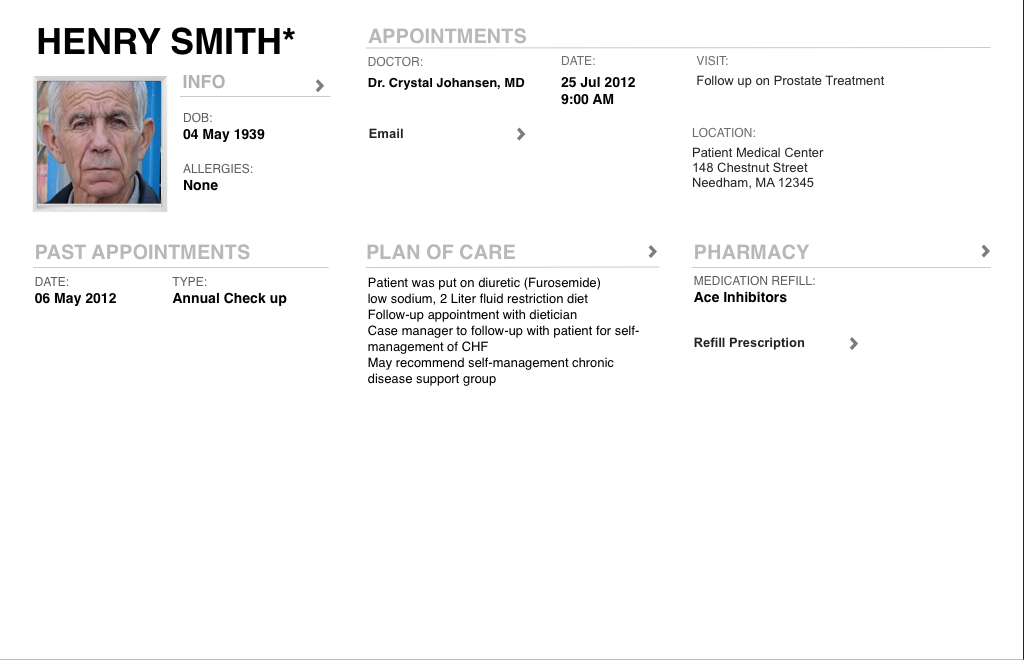 HENRY SMITH*
INFO
DOB:
04 May 1939
ALLERGIES:
None
APPOINTMENTS
DOCTOR:
Dr. Crystal Johansen, MD
Email
DATE:
25 Jul 2012
9:00 AM
VISIT:
Follow up on Prostate Treatment
LOCATION:
Patient Medical Center
148 Chestnut Street
Needham, MA 12345
PAST APPOINTMENTS
DATE:
06 May 2012
TYPE:
Annual Check up
PLAN OF CARE
Patient was put on diuretic (Furosemide)
low sodium, 2 Liter fluid restriction diet
Follow-up appointment with dietician
Case manager to follow-up with patient for self-
management of CHF
May recommend self-management chronic
disease support group
PHARMACY
MEDICATION REFILL:
Ace Inhibitors
Refill Prescription